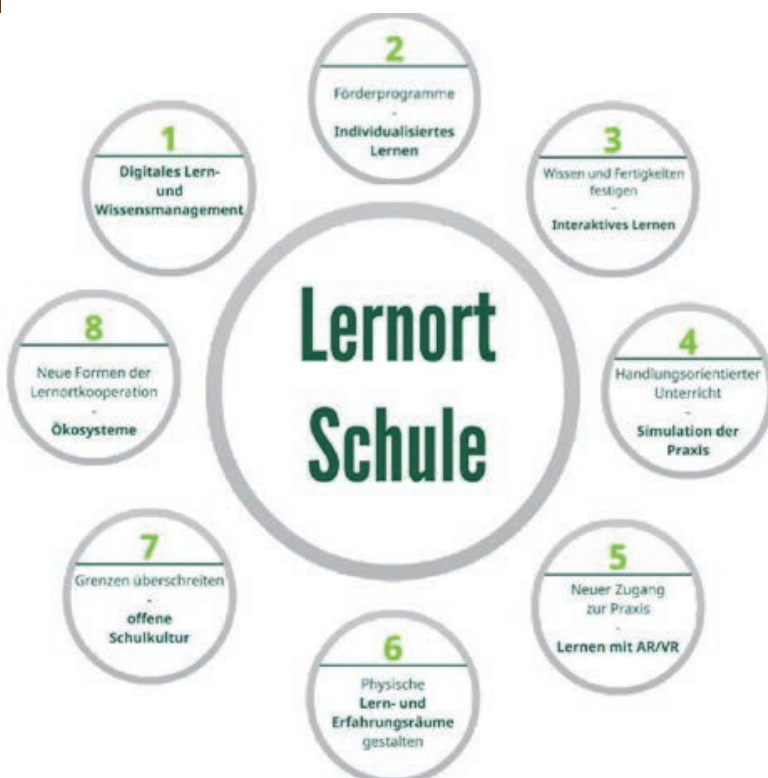 Lernort
Schule
1
Digitales Lern-
und
Wissensmanagement
2
Förderprogramme
-
Individualisiertes
Lernen
3
Wissen und Fertigkeiten
festigen
-
Interaktives Lernen
4
Handlungsorientierter
Unterricht
-
Simulation der
Praxis
5
Neuer Zugang
zur Praxis
-
Lernen mit AR/VR
6
Physische
Lern- und
Erfahrungsräume
gestalten
7
Grenzen überschreiten
-
offene
Schulkultur
8
Neue Formen der
Lernortkooperation
-
Ökosysteme